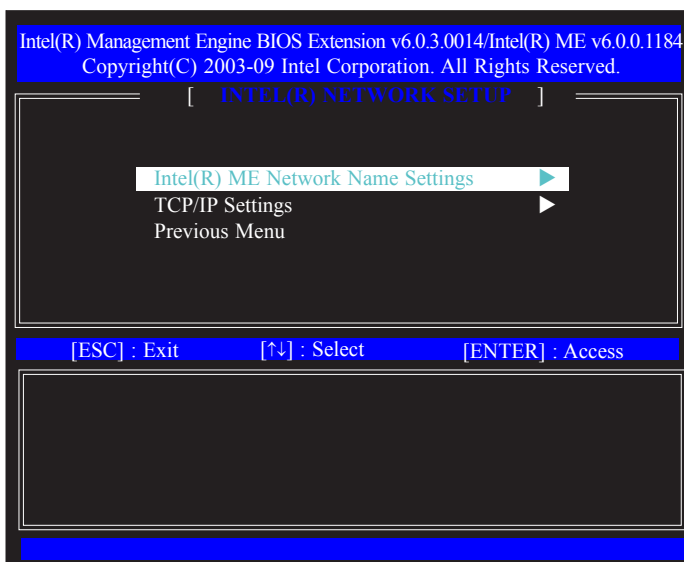 Intel(R) Management Engine BIOS Extension v6.0.3.0014/Intel(R) ME v6.0.0.1184
Copyright(C) 2003-09 Intel Corporation. All Rights Reserved.
[ INTEL(R) NETWORK SETUP ]
Intel(R) ME Network Name Settings ▶
TCP/IP Settings ▶
Previous Menu
[ESC] : Exit [↑↓] : Select [ENTER] : Access